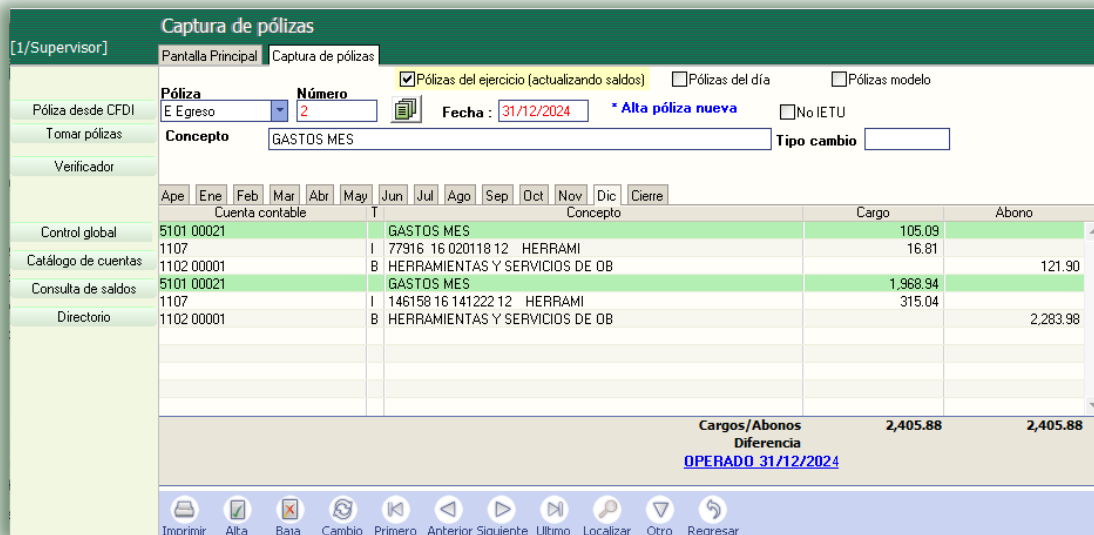 Captura de pólizas
[1/Supervisor]
Pantalla Principal Captura de pólizas
Pólizas del ejercicio (actualizando saldos) Pólizas del día Pólizas modelo
Póliza Número
Póliza desde CFDI E Egreso 2 Fecha : 31/12/2024 * Alta póliza nueva No IETU
Tomar pólizas Concepto GASTOS MES Tipo cambio
Verificador
Ape Ene Feb Mar Abr May Jun Jul Ago Sep Oct Nov Dic Cierre
Cuenta contable T Concepto Cargo Abono
Control global 5101 00021 GASTOS MES 105.09
1107 I 77916 16 020118 12 HERRAMI 16.81
Catálogo de cuentas 1102 00001 B HERRAMIENTAS Y SERVICIOS DE OB 121.90
Consulta de saldos 5101 00021 GASTOS MES 1,968.94
1107 I 146158 16 141222 12 HERRAMI 315.04
Directorio 1102 00001 B HERRAMIENTAS Y SERVICIOS DE OB 2,283.98
Cargos/Abonos 2,405.88 2,405.88
Diferencia
OPERADO 31/12/2024
Imprimir Alta Baja Cambio Primero Anterior Siguiente Ultimo Localizar Otro Regresar